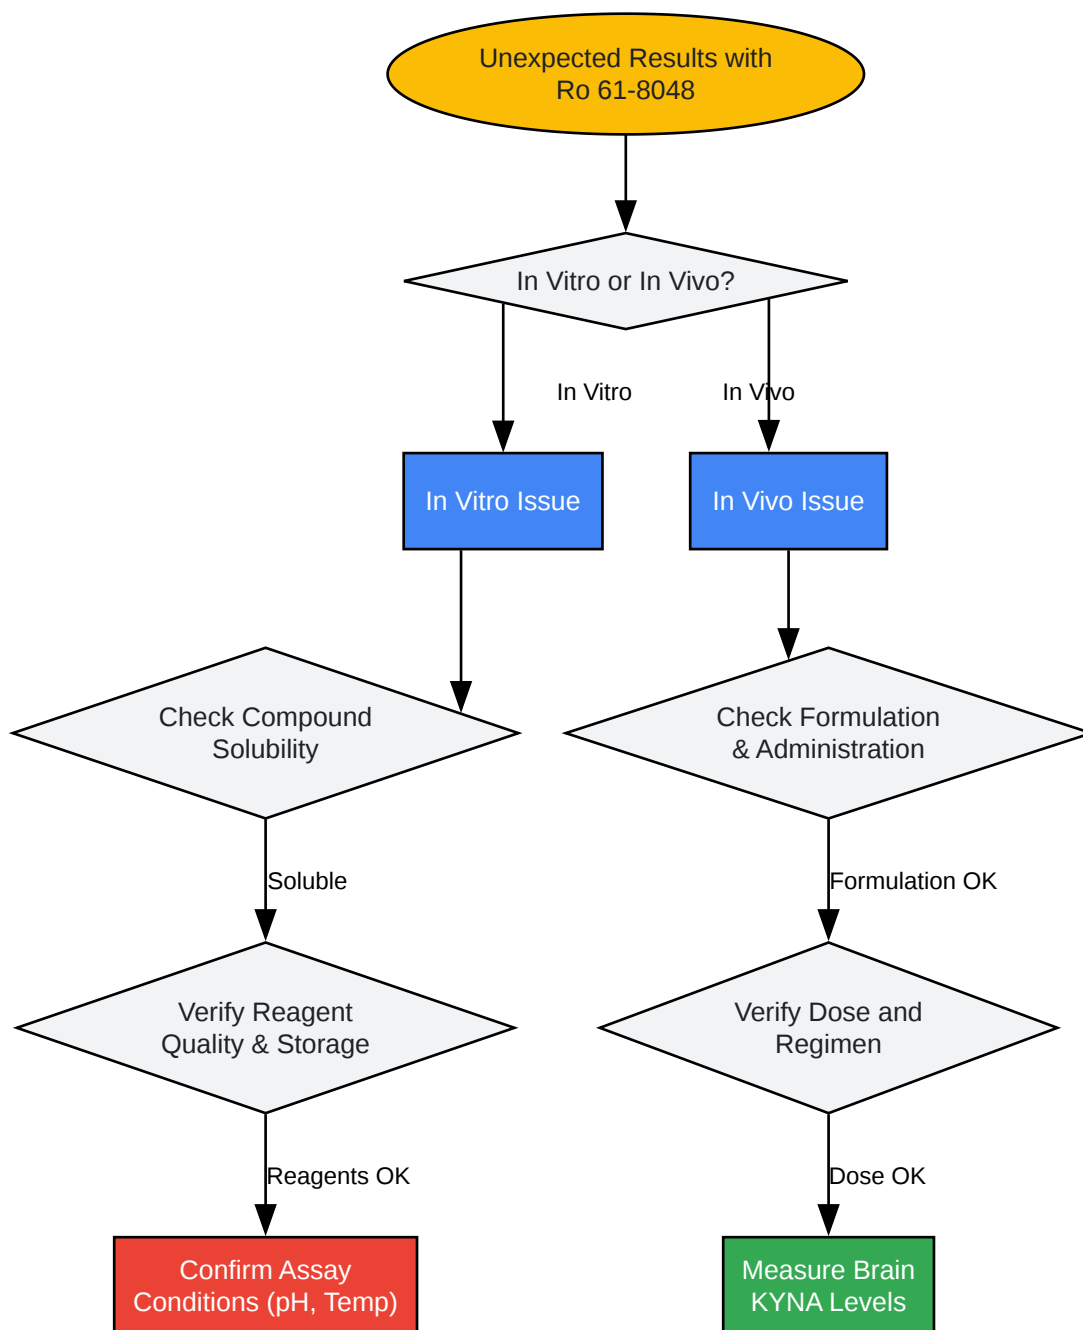 Unexpected Results with
Ro 61-8048
In Vitro or In Vivo?
In Vitro
In Vivo
In Vitro Issue
In Vivo Issue
Check Compound
Solubility
Check Formulation
& Administration
Soluble
Formulation OK
Verify Reagent
Quality & Storage
Verify Dose and
Regimen
Reagents OK
Dose OK
Confirm Assay
Conditions (pH, Temp)
Measure Brain
KYNA Levels